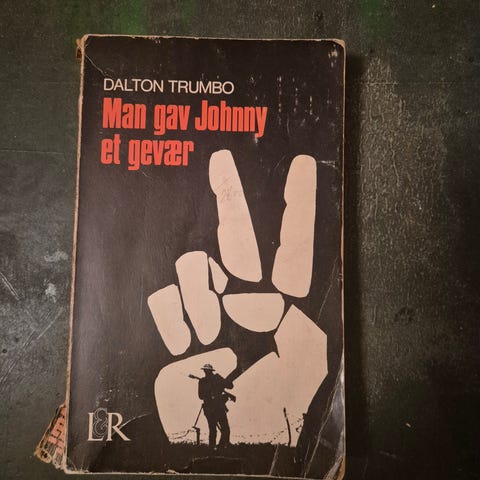 DALTON TRUMBO
Man gav Johnny
et gevær
L&R